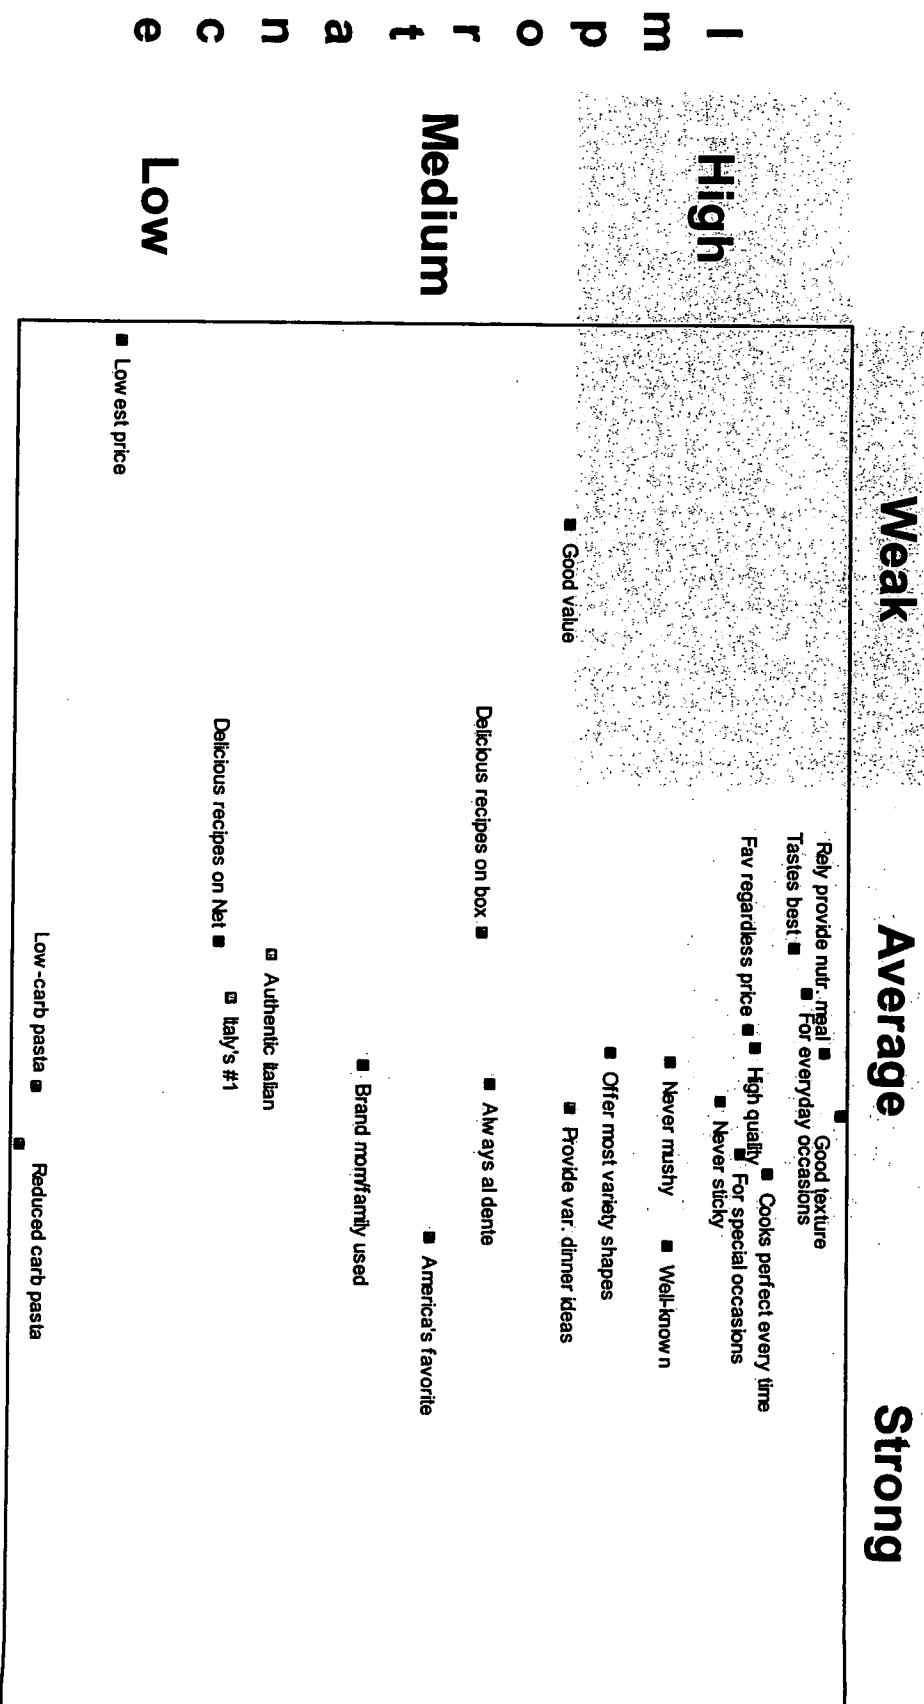 Importance
Weak
Average
Strong
High
Medium
Low
Rely provide nutr. meal
Good texture
Tastes best
For everyday occasions
Fav regardless price
High quality
Cooks perfect every time
For special occasions
Never sticky
Never mushy
Well-known
Offer most variety shapes
Good value
Provide var. dinner ideas
Delicious recipes on box
Always al dente
America's favorite
Brand mom/family used
Authentic Italian
Italy's #1
Delicious recipes on Net
Lowest price
Low-carb pasta
Reduced carb pasta